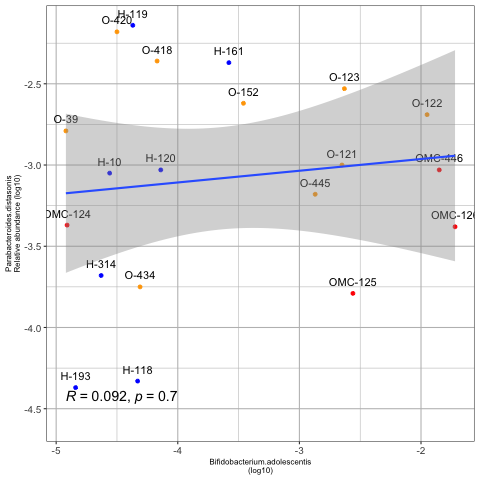 H-119
O-420
O-418
H-161
O-123
O-152
O-122
O-39
O-121
OMC-446
H-10
H-120
O-445
OMC-124
OMC-126
H-314
O-434
OMC-125
H-193
H-118
R = 0.092, p = 0.7
-2.5
-3.0
-3.5
-4.0
-4.5
-5
-4
-3
-2
Parabacteroides.distasonis
Relative abundance (log10)
Bifidobacterium.adolescentis
(log10)